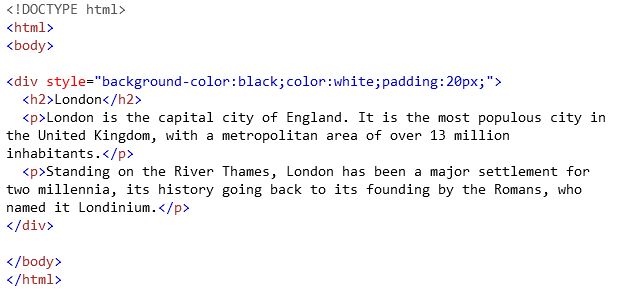 <!DOCTYPE html>
<html>
<body>

<div style="background-color:black;color:white;padding:20px;">
  <h2>London</h2>
  <p>London is the capital city of England. It is the most populous city in
the United Kingdom, with a metropolitan area of over 13 million
inhabitants.</p>
  <p>Standing on the River Thames, London has been a major settlement for
two millennia, its history going back to its founding by the Romans, who
named it Londinium.</p>
</div>

</body>
</html>